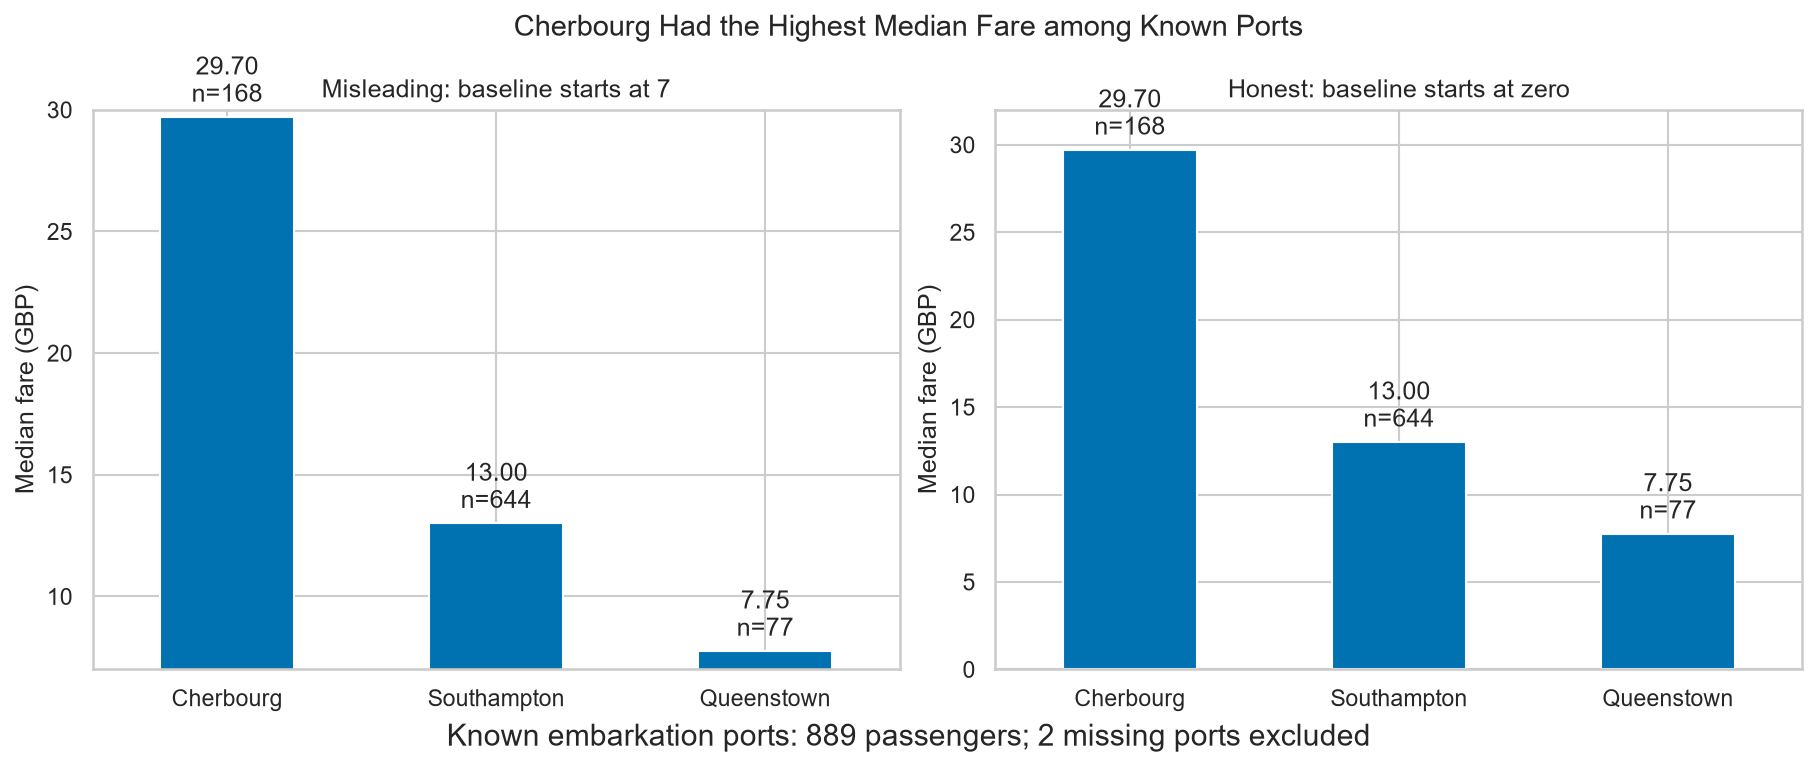 Cherbourg Had the Highest Median Fare among Known Ports
Misleading: baseline starts at 7
Median fare (GBP)
30
25
20
15
10
29.70
n=168
13.00
n=644
7.75
n=77
Cherbourg
Southampton
Queenstown
Honest: baseline starts at zero
Median fare (GBP)
30
25
20
15
10
5
0
29.70
n=168
13.00
n=644
7.75
n=77
Cherbourg
Southampton
Queenstown
Known embarkation ports: 889 passengers; 2 missing ports excluded